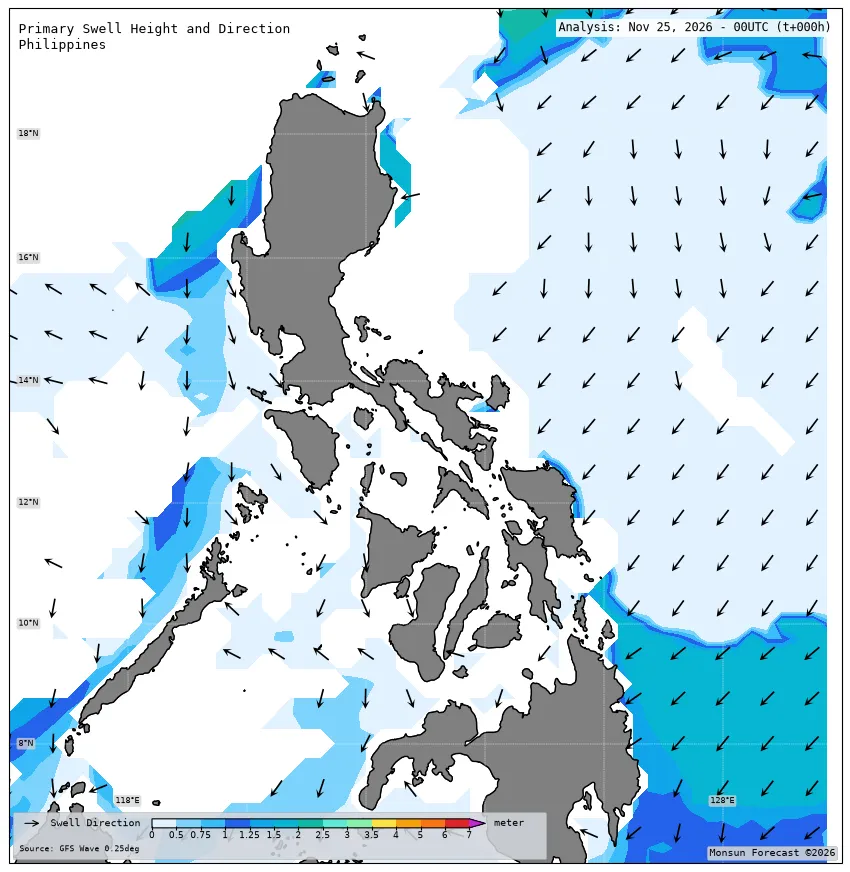 Primary Swell Height and Direction
Philippines
Analysis: Nov 25, 2026 - 00UTC (t+000h)
18°N
16°N
14°N
12°N
10°N
8°N
118°E
128°E
Swell Direction
0 0.5 0.75 1 1.25 1.5 2 2.5 3 3.5 4 5 6 7
meter
Source: GFS Wave 0.25deg
Monsun Forecast ©2026